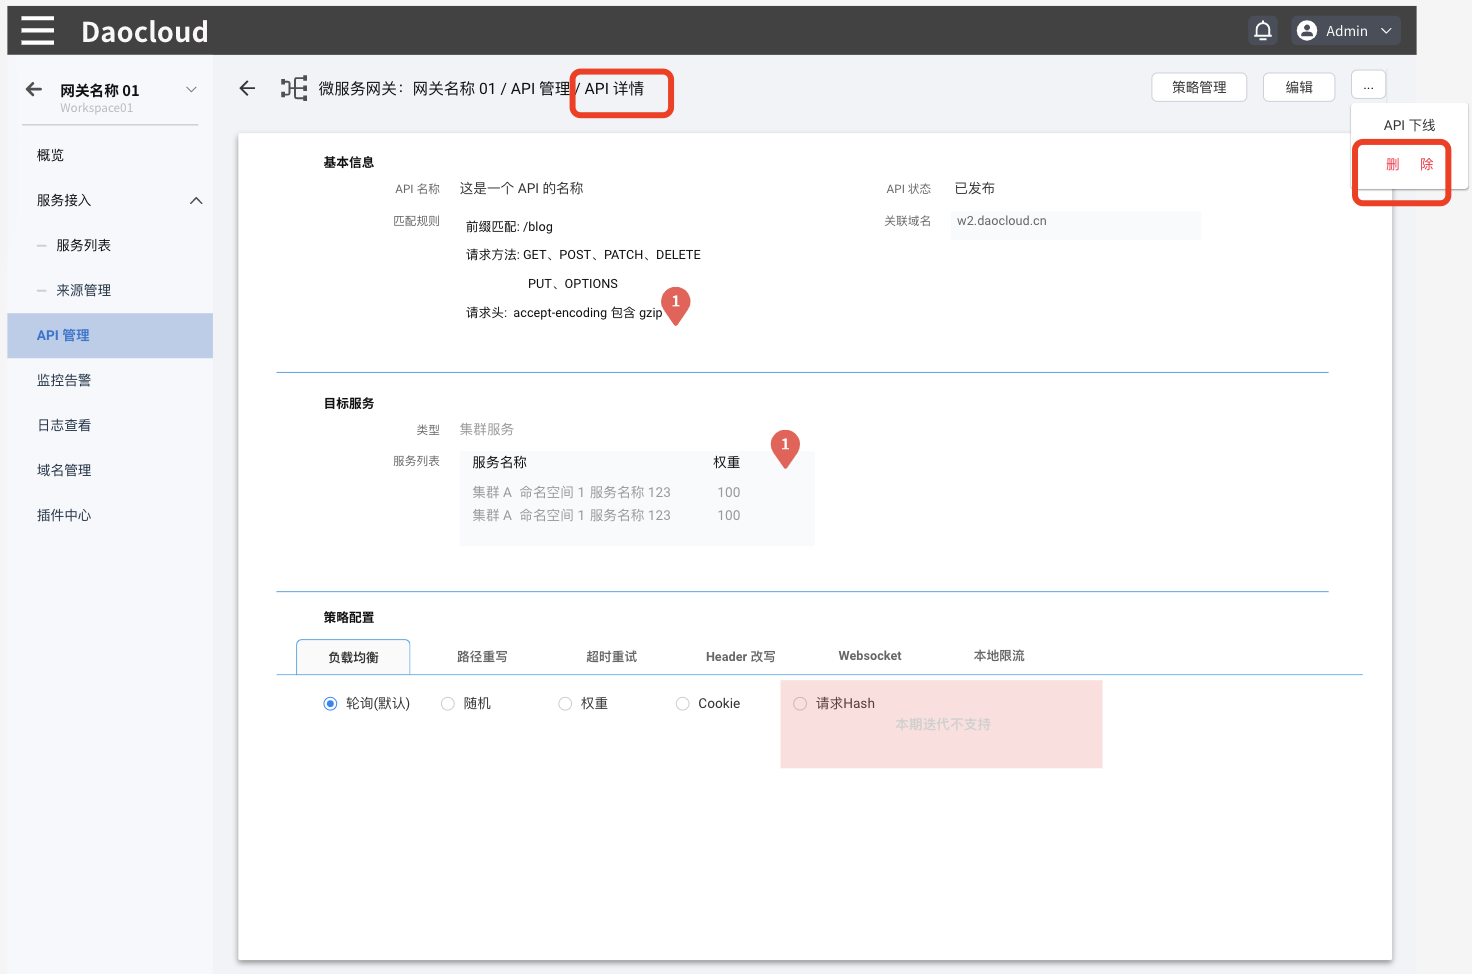 Daocloud
Admin
网关名称 01
Workspace01
概览
服务接入
服务列表
来源管理
API 管理
监控告警
日志查看
域名管理
插件中心
微服务网关：网关名称 01 / API 管理 / API 详情
策略管理
编辑
...
API 下线
删 除
基本信息
API 名称 这是一个 API 的名称
API 状态 已发布
匹配规则 前缀匹配: /blog
关联域名 w2.daocloud.cn
请求方法: GET、POST、PATCH、DELETE
PUT、OPTIONS
请求头: accept-encoding 包含 gzip
1
目标服务
类型 集群服务
1
服务列表 服务名称 权重
集群 A 命名空间 1 服务名称 123 100
集群 A 命名空间 1 服务名称 123 100
策略配置
负载均衡 路径重写 超时重试 Header 改写 Websocket 本地限流
轮询(默认) 随机 权重 Cookie 请求Hash
本期迭代不支持